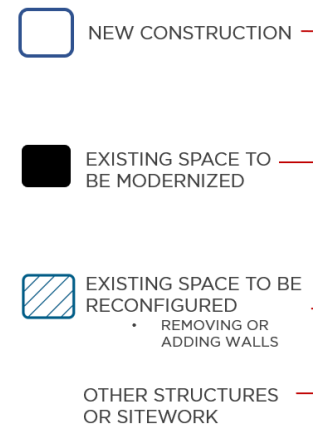 NEW CONSTRUCTION
EXISTING SPACE TO
BE MODERNIZED
EXISTING SPACE TO BE
RECONFIGURED
• REMOVING OR
ADDING WALLS
OTHER STRUCTURES
OR SITEWORK